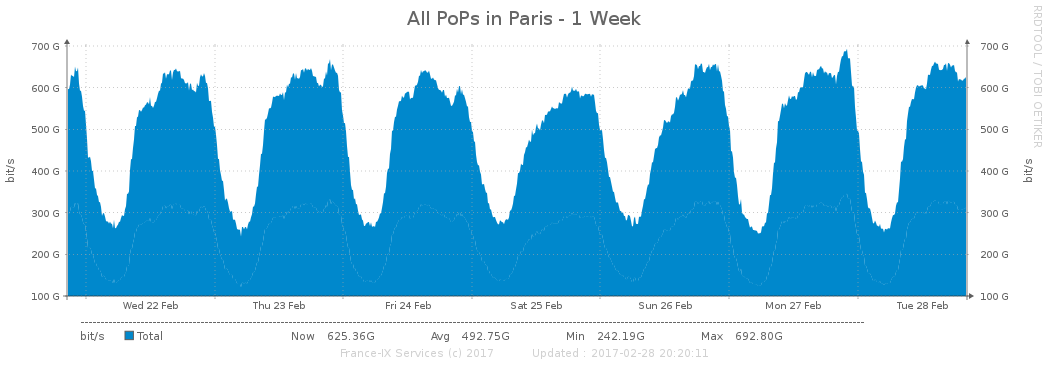 All PoPs in Paris - 1 Week
RRDTOOL / TOBI OETIKER
700 G 700 G
600 G 600 G
500 G 500 G
400 G 400 G
300 G 300 G
200 G 200 G
100 G 100 G
bit/s bit/s
Wed 22 Feb Thu 23 Feb Fri 24 Feb Sat 25 Feb Sun 26 Feb Mon 27 Feb Tue 28 Feb
bit/s Total Now 625.36G Avg 492.75G Min 242.19G Max 692.80G
France-IX Services (c) 2017 Updated : 2017-02-28 20:20:11